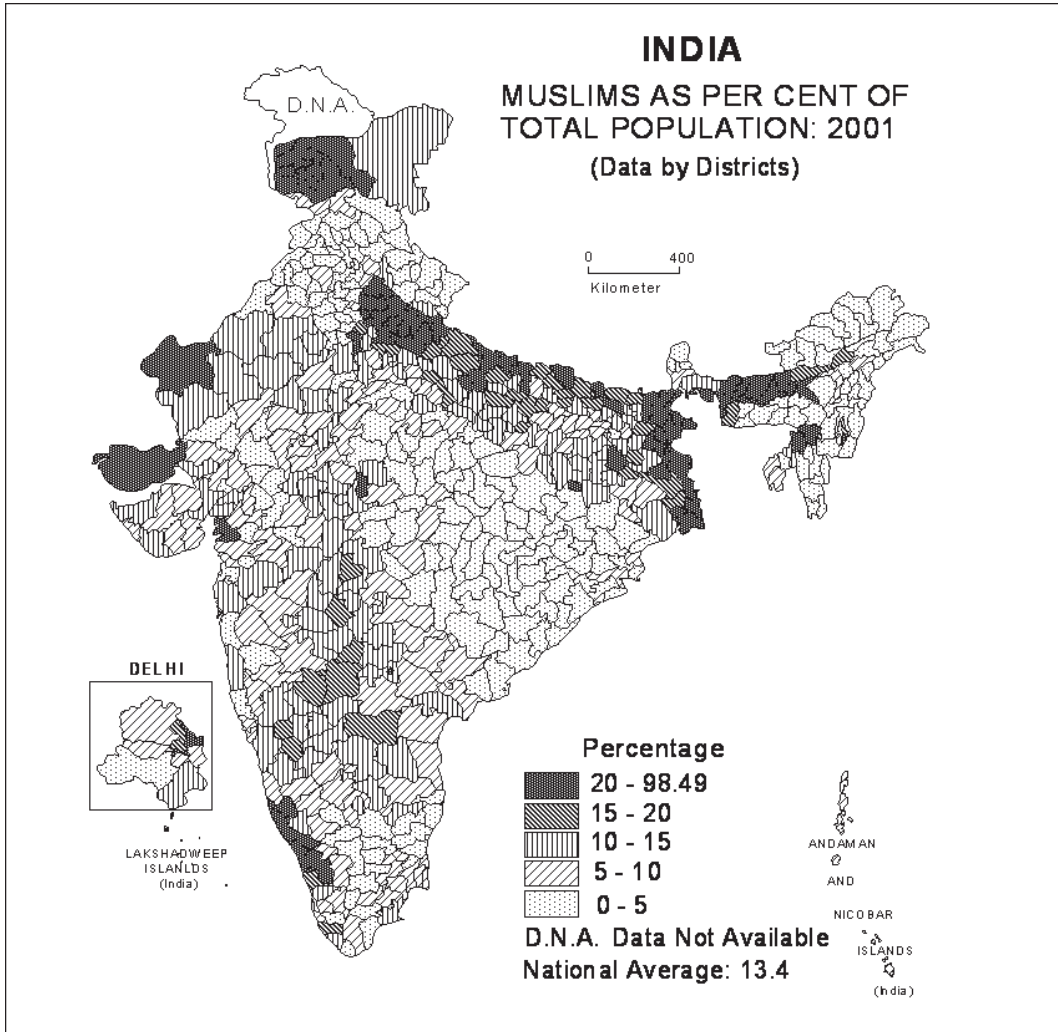 INDIA
MUSLIMS AS PER CENT OF
TOTAL POPULATION: 2001
(Data by Districts)
D.N.A.
0 400
Kilometer
DELHI
LAKSHADWEEP
ISLANLDS
(India)
Percentage
20 - 98.49
15 - 20
10 - 15
5 - 10
0 - 5
D.N.A. Data Not Available
National Average: 13.4
ANDAMAN
AND
NICOBAR
ISLANDS
(India)